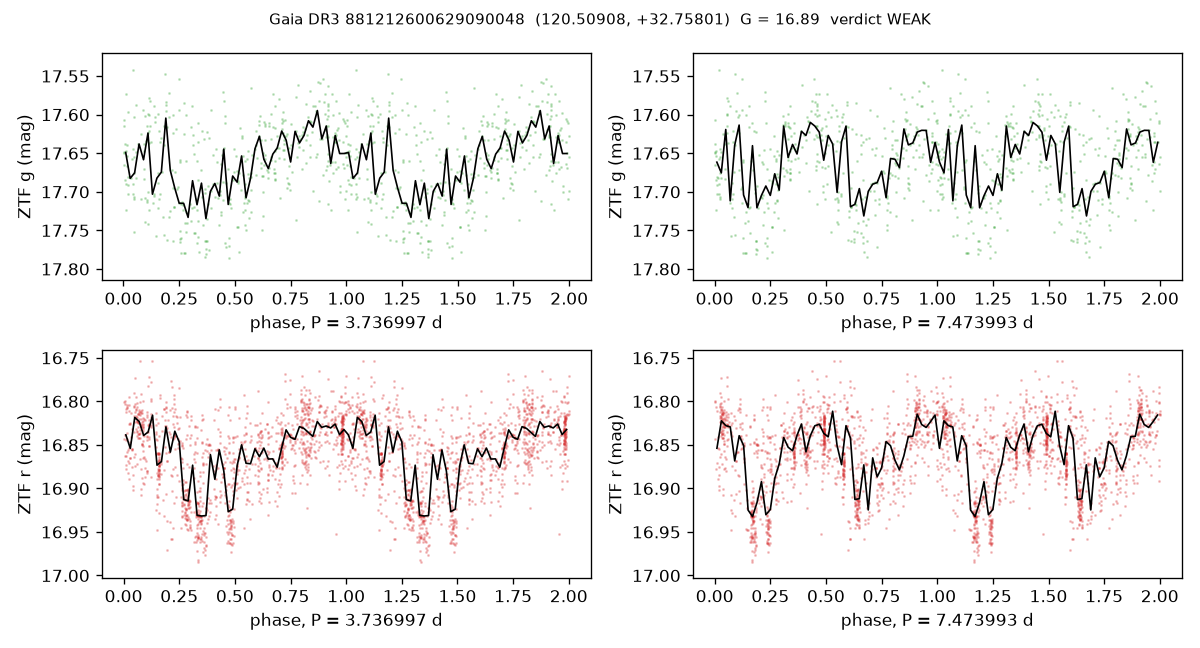 Gaia DR3 881212600629090048 (120.50908, +32.75801) G = 16.89 verdict WEAK
ZTF g (mag)
17.55
17.60
17.65
17.70
17.75
17.80
0.00 0.25 0.50 0.75 1.00 1.25 1.50 1.75 2.00
phase, P = 3.736997 d
ZTF g (mag)
17.55
17.60
17.65
17.70
17.75
17.80
0.00 0.25 0.50 0.75 1.00 1.25 1.50 1.75 2.00
phase, P = 7.473993 d
ZTF r (mag)
16.75
16.80
16.85
16.90
16.95
17.00
0.00 0.25 0.50 0.75 1.00 1.25 1.50 1.75 2.00
phase, P = 3.736997 d
ZTF r (mag)
16.75
16.80
16.85
16.90
16.95
17.00
0.00 0.25 0.50 0.75 1.00 1.25 1.50 1.75 2.00
phase, P = 7.473993 d